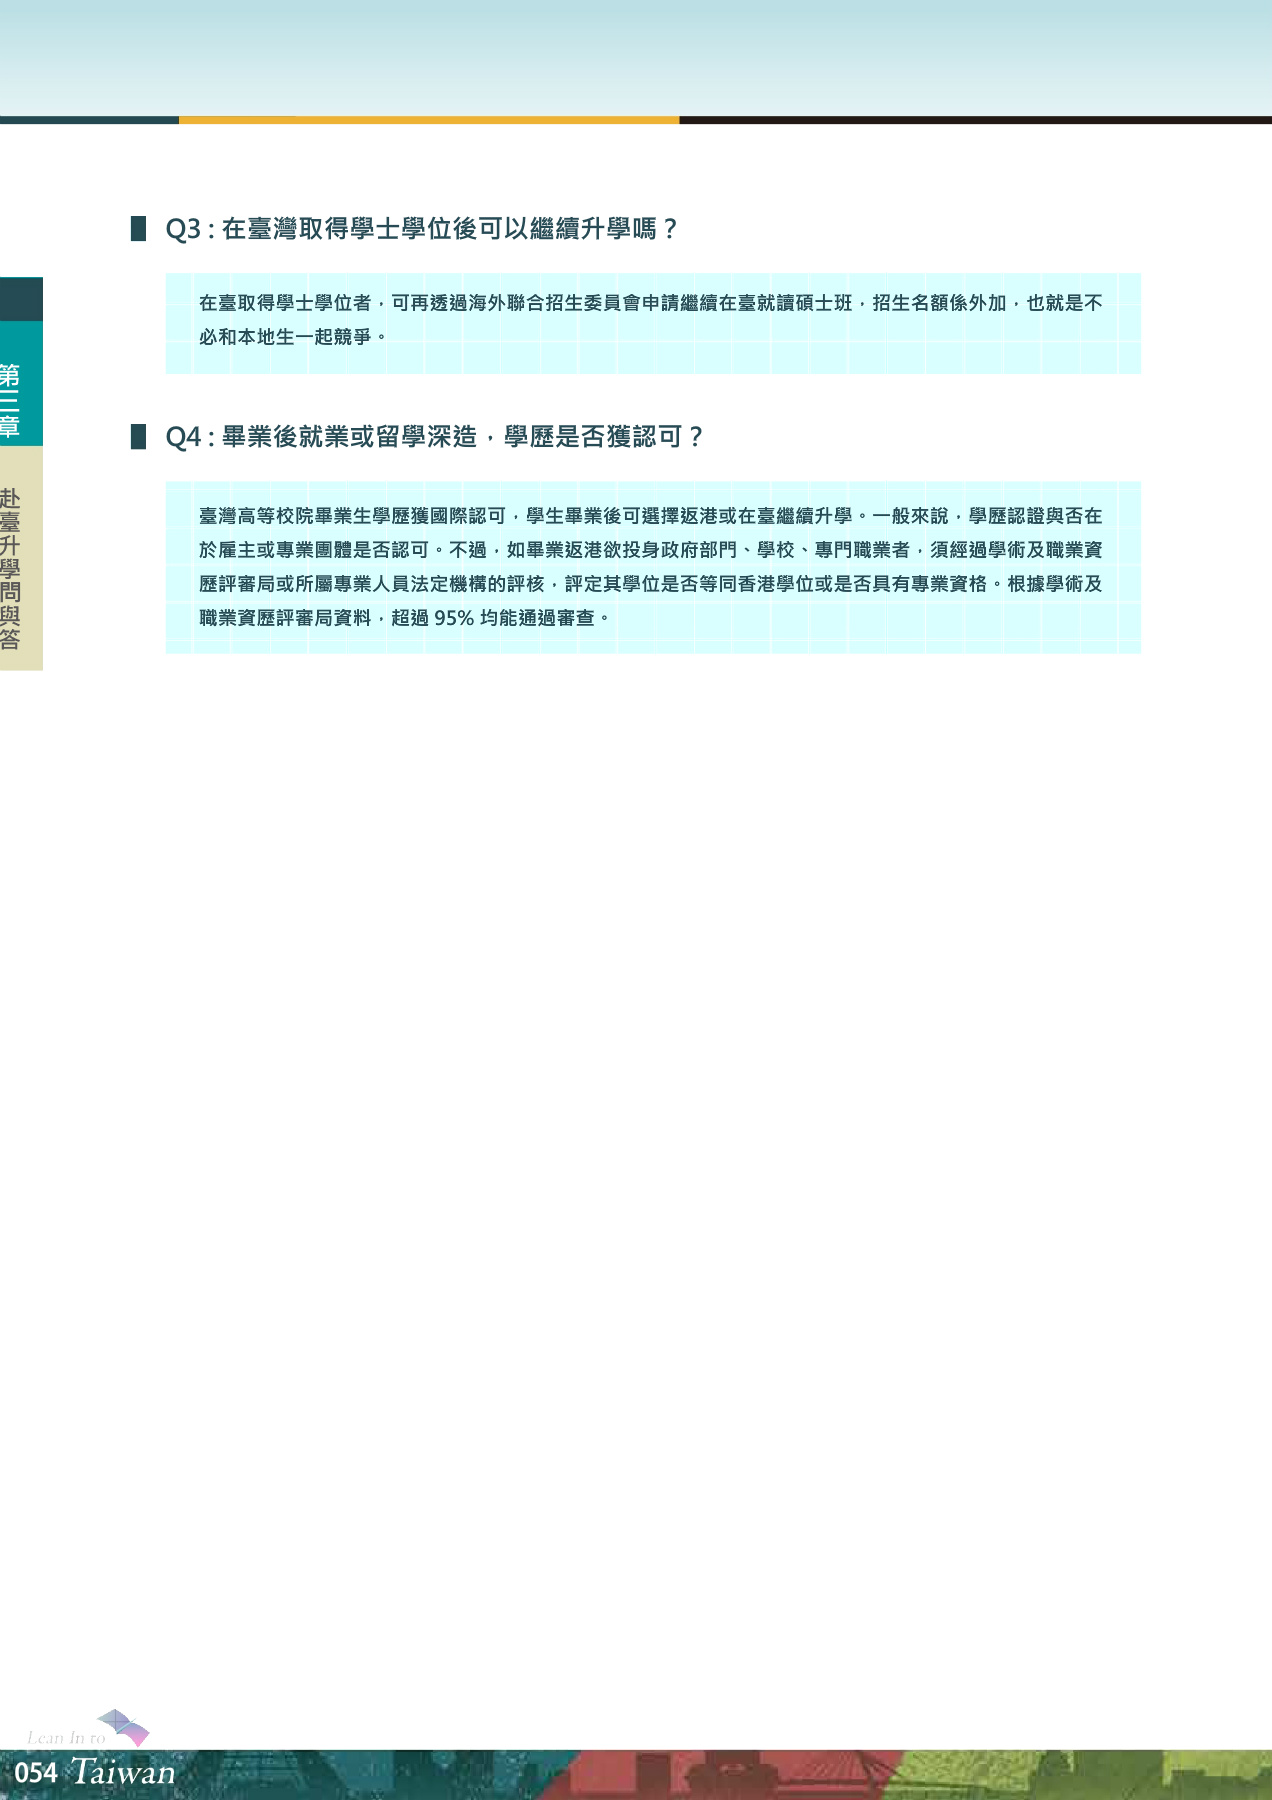 Q3 : 在臺灣取得學士學位後可以繼續升學嗎？
在臺取得學士學位者，可再透過海外聯合招生委員會申請繼續在臺就讀碩士班，招生名額係外加，也就是不
必和本地生一起競爭。
Q4 : 畢業後就業或留學深造，學歷是否獲認可？
臺灣高等校院畢業生學歷獲國際認可，學生畢業後可選擇返港或在臺繼續升學。一般來說，學歷認證與否在
於雇主或專業團體是否認可。不過，如畢業返港欲投身政府部門、學校、專門職業者，須經過學術及職業資
歷評審局或所屬專業人員法定機構的評核，評定其學位是否等同香港學位或是否具有專業資格。根據學術及
職業資歷評審局資料，超過 95% 均能通過審查。
第三章
赴臺升學問與答
Lean In to
054 Taiwan